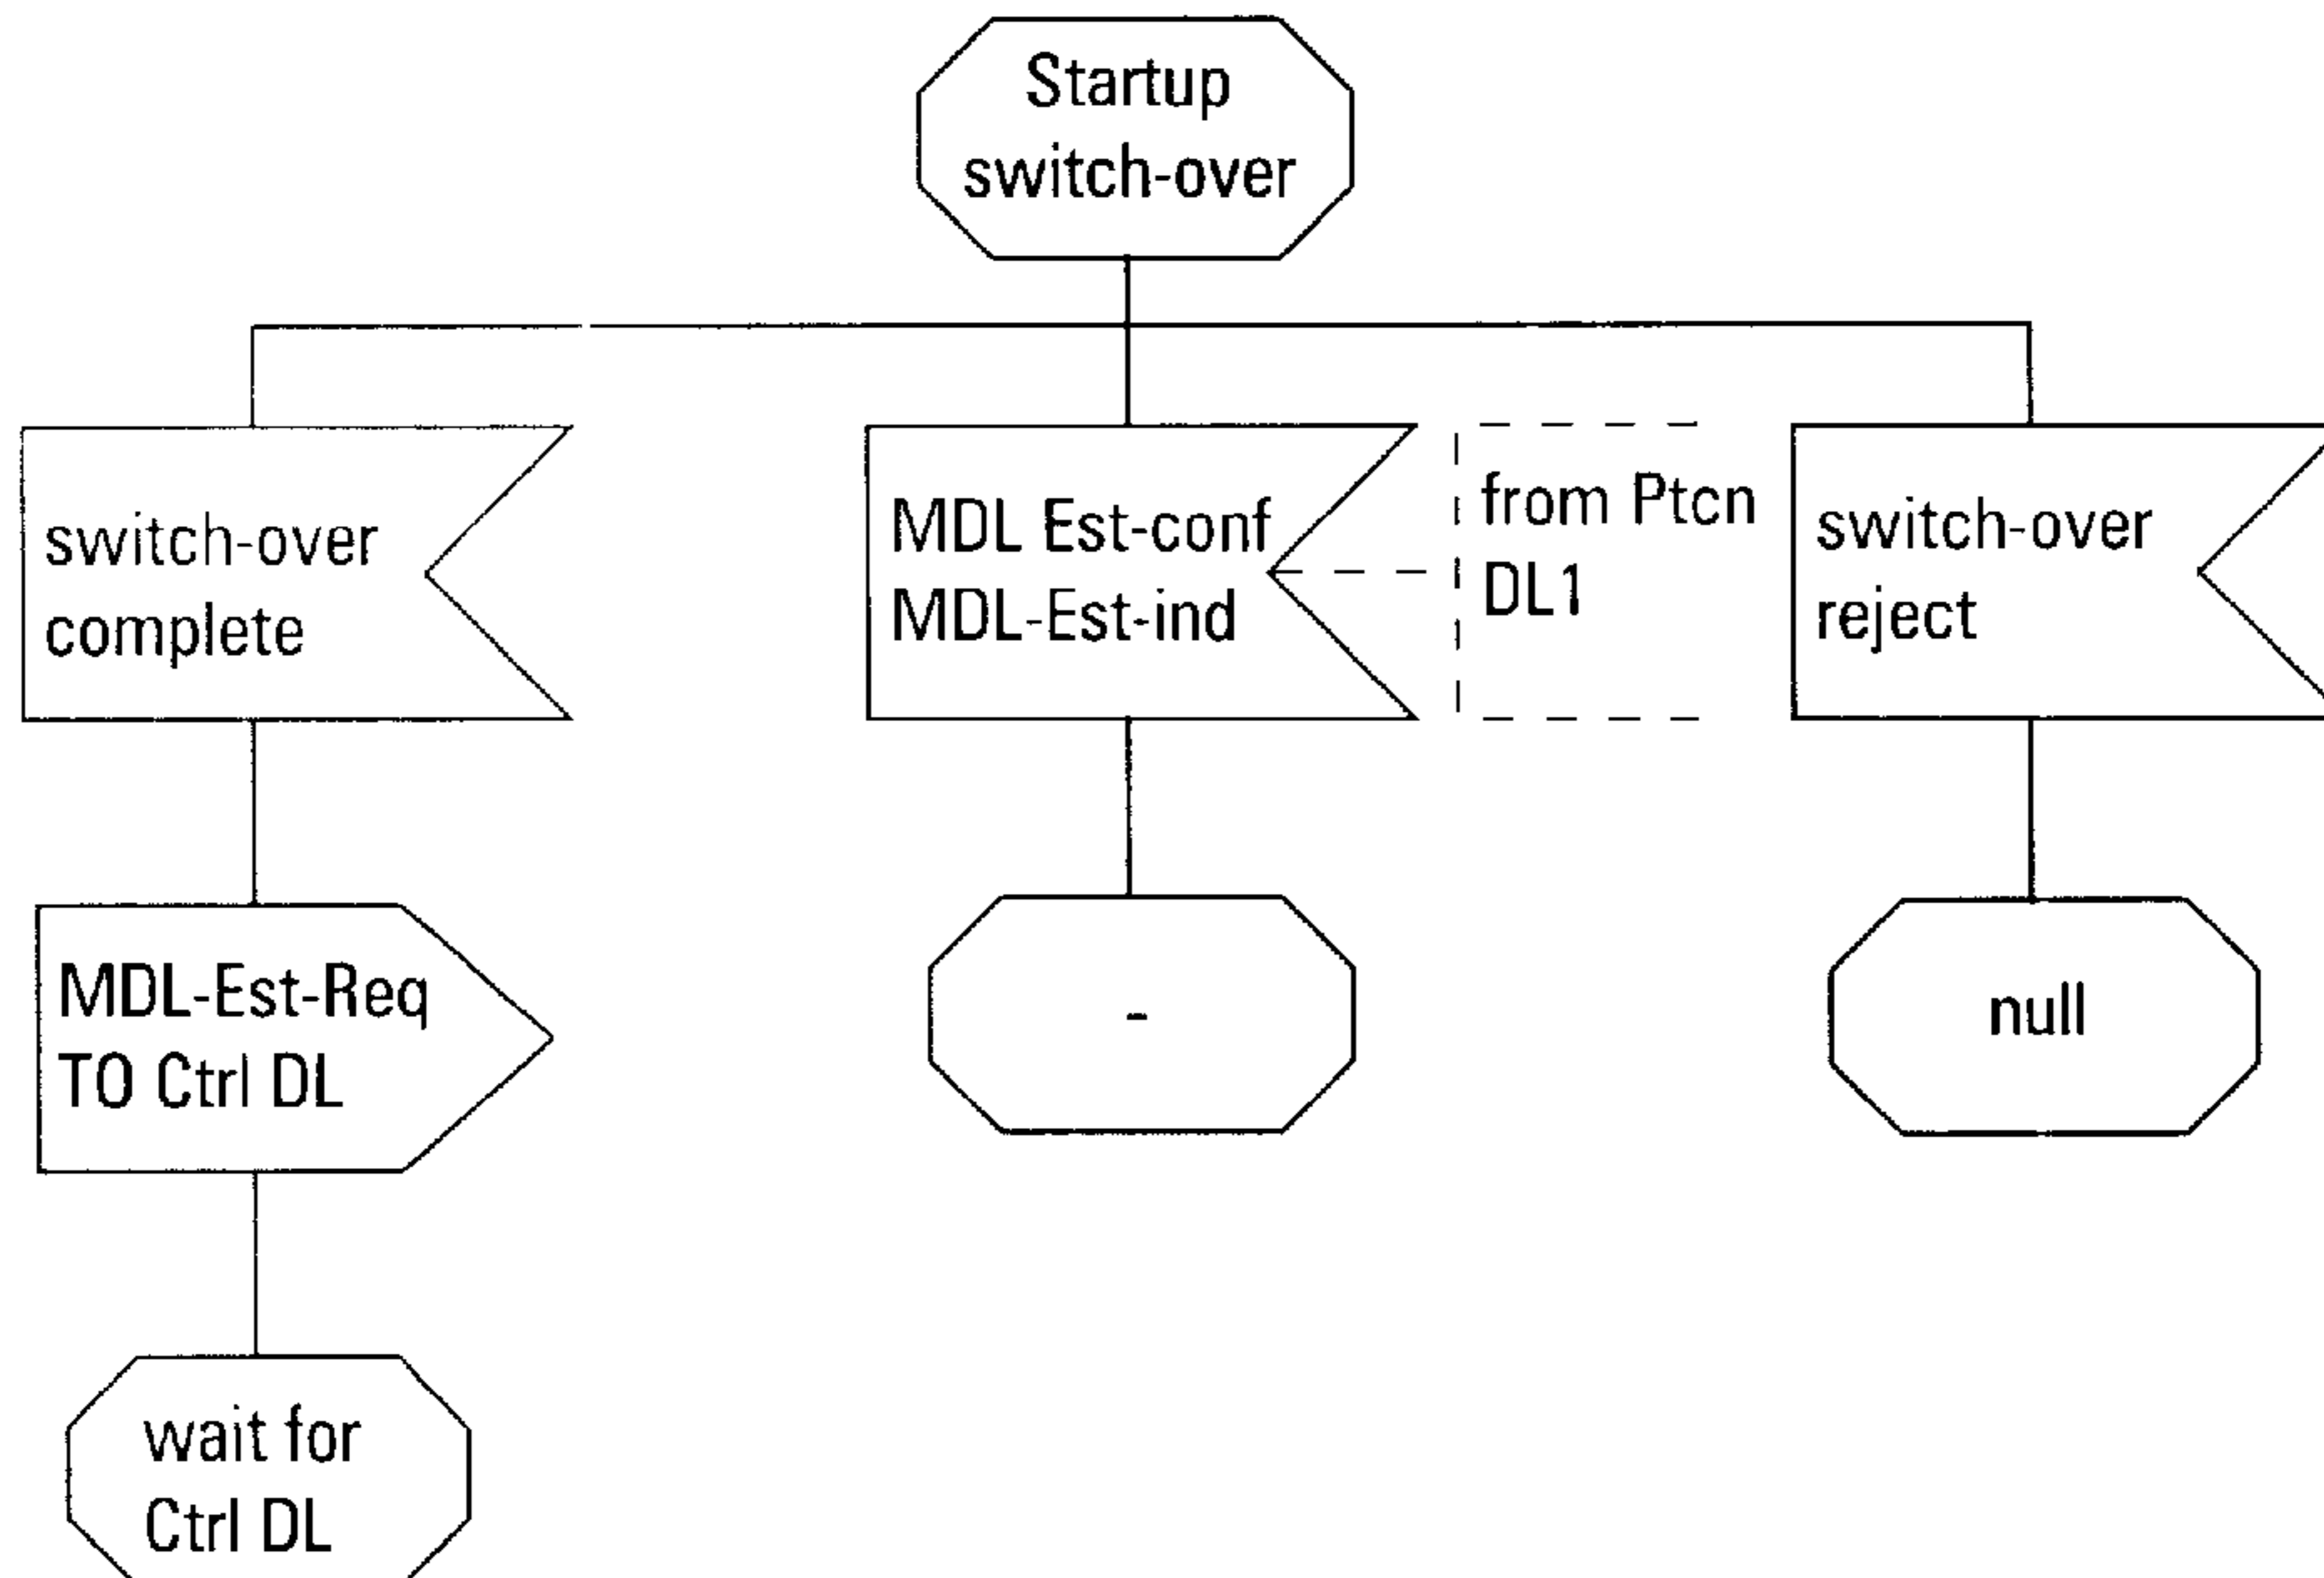 Startup
switch-over
switch-over
complete
MDL Est-conf
MDL-Est-ind
from Ptcn
DL1
switch-over
reject
MDL-Est-Req
TO Ctrl DL
-
null
wait for
Ctrl DL